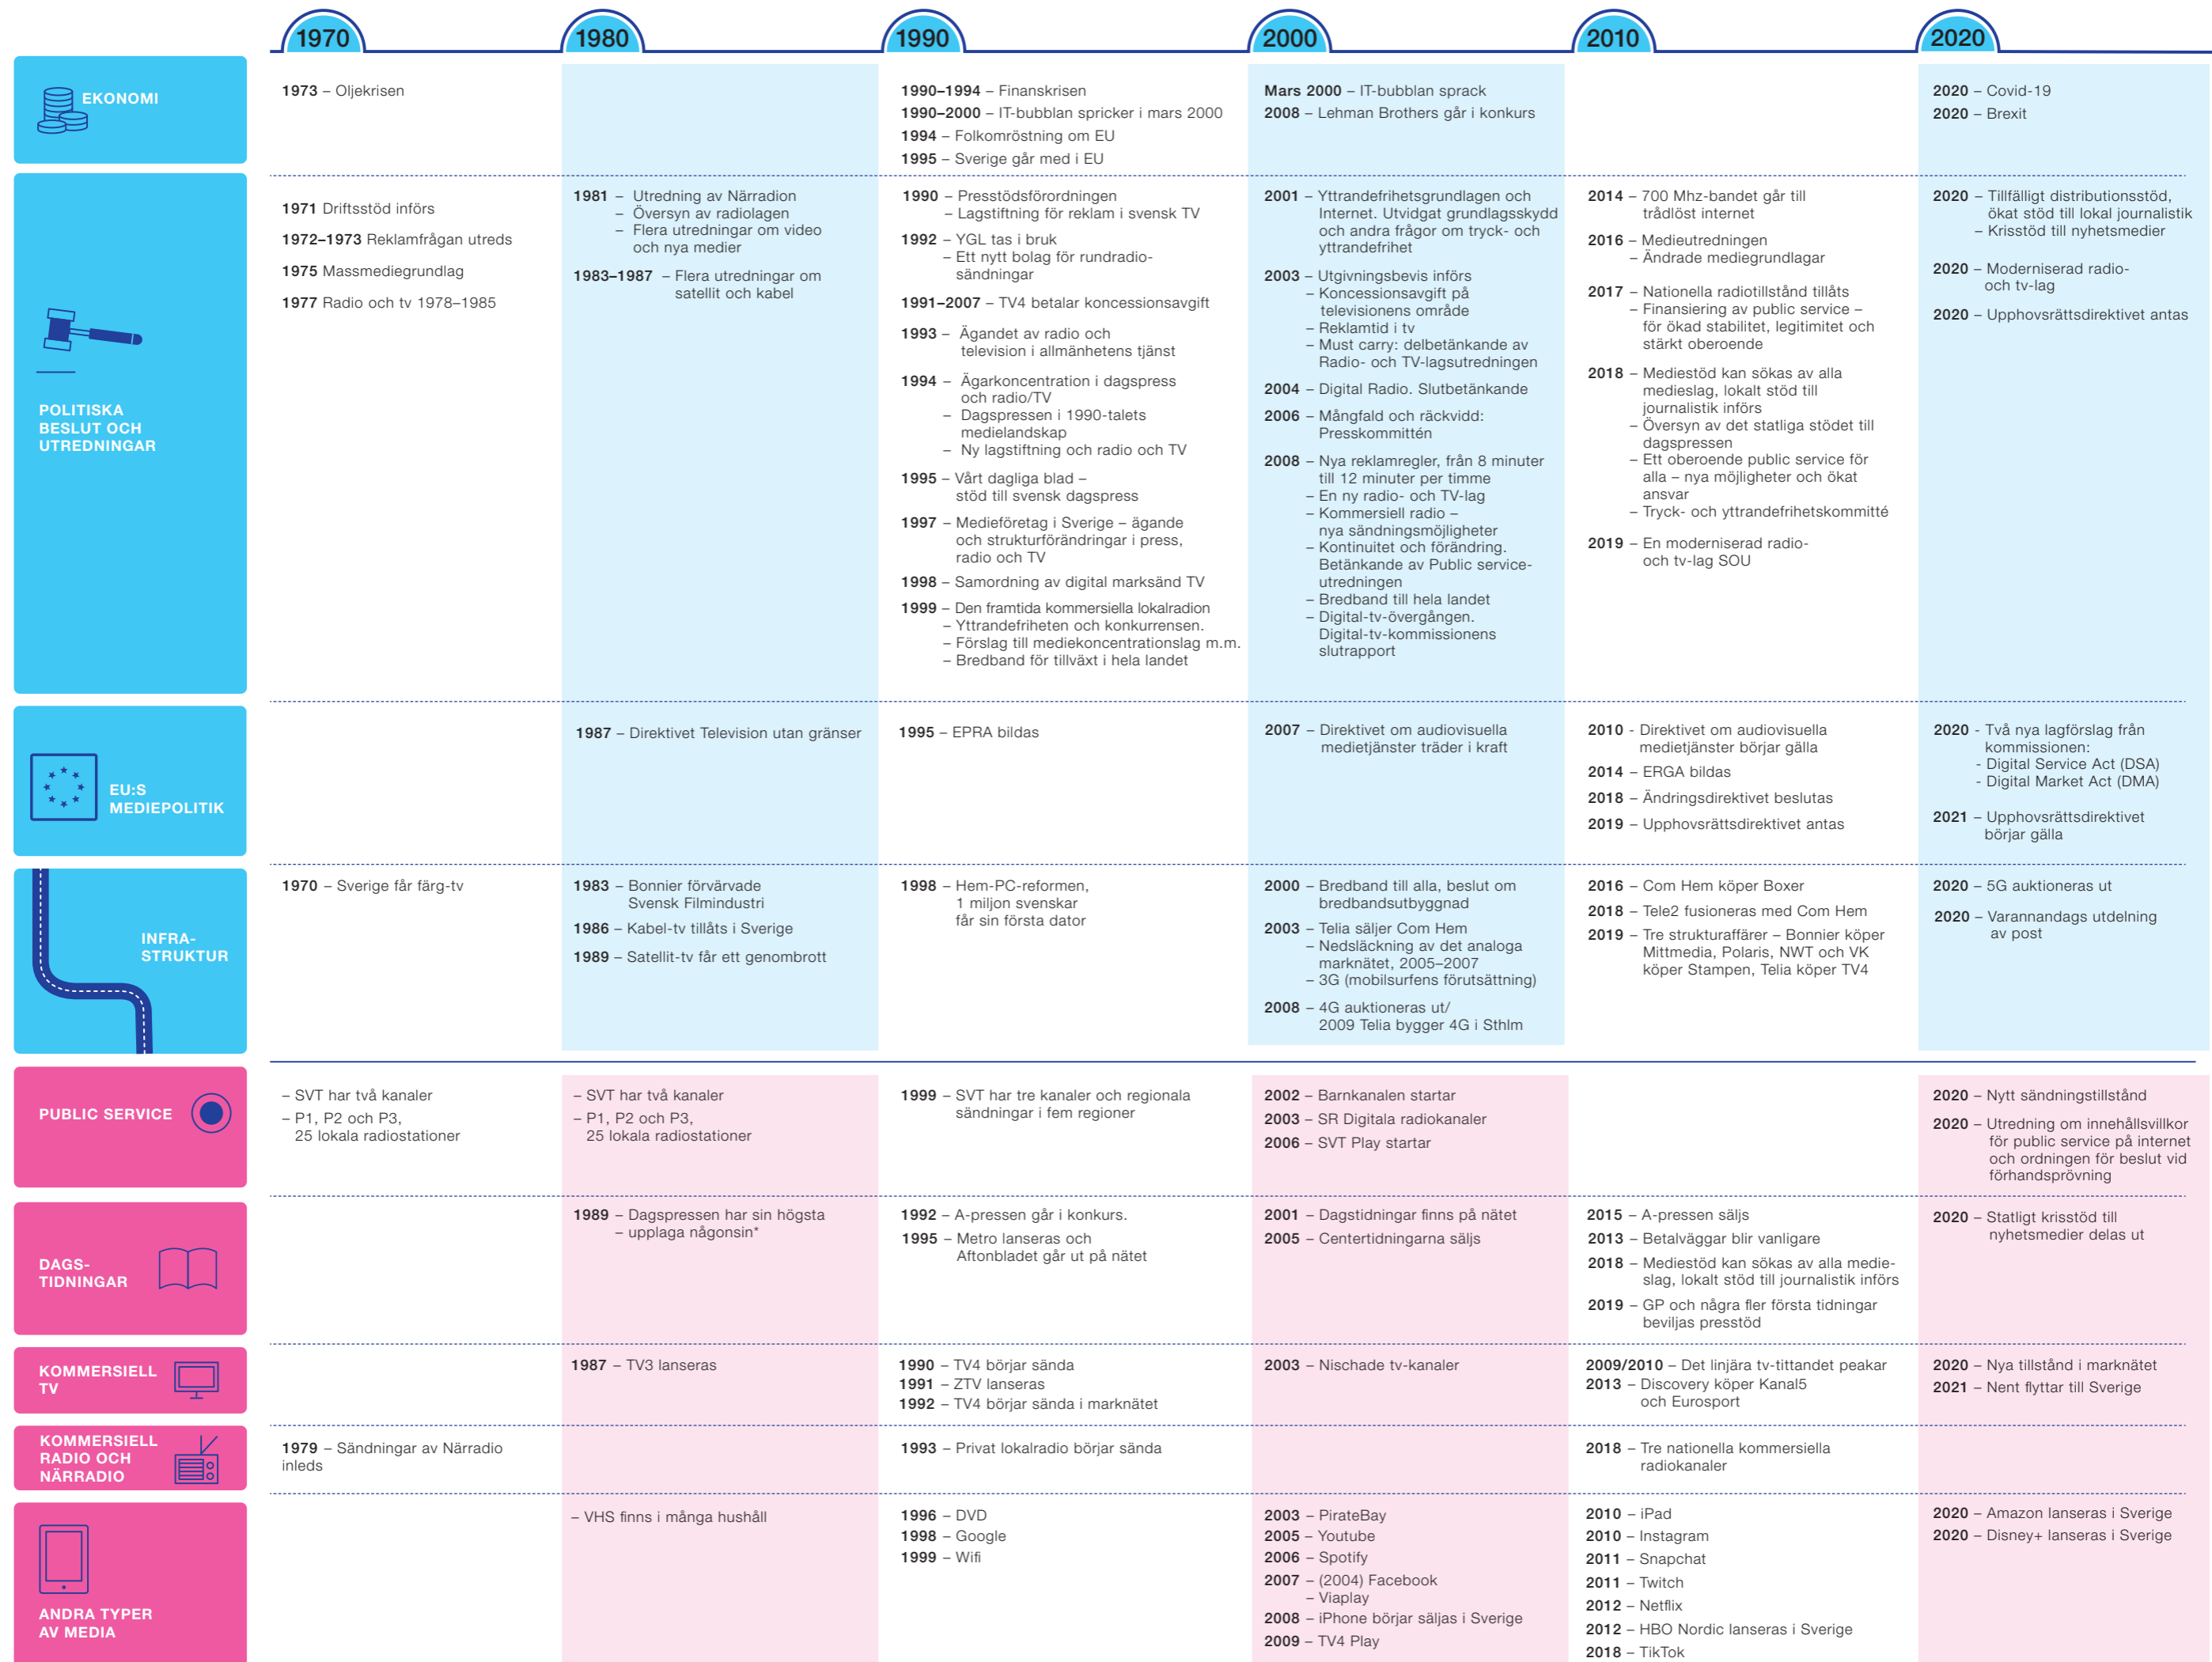 1970
1980
1990
2000
2010
2020
EKONOMI
1973 – Oljekrisen
1990–1994 – Finanskrisen
1990–2000 – IT-bubblan spricker i mars 2000
1994 – Folkomröstning om EU
1995 – Sverige går med i EU
Mars 2000 – IT-bubblan sprack
2008 – Lehman Brothers går i konkurs
2020 – Covid-19
2020 – Brexit
POLITISKA
BESLUT OCH
UTREDNINGAR
1971 Driftsstöd införs
1972–1973 Reklamfrågan utreds
1975 Massmediegrundlag
1977 Radio och tv 1978–1985
1981 – Utredning av Närradion
– Översyn av radiolagen
– Flera utredningar om video
och nya medier
1983–1987 – Flera utredningar om
satellit och kabel
1990 – Presstödsförordningen
– Lagstiftning för reklam i svensk TV
1992 – YGL tas i bruk
– Ett nytt bolag för rundradio-
sändningar
1991–2007 – TV4 betalar koncessionsavgift
1993 – Ägandet av radio och
television i allmänhetens tjänst
1994 – Ägarkoncentration i dagspress
och radio/TV
– Dagspressen i 1990-talets
medielandskap
– Ny lagstiftning och radio och TV
1995 – Vårt dagliga blad –
stöd till svensk dagspress
1997 – Medieföretag i Sverige – ägande
och strukturförändringar i press,
radio och TV
1998 – Samordning av digital marksänd TV
1999 – Den framtida kommersiella lokalradion
– Yttrandefriheten och konkurrensen.
– Förslag till mediekoncentrationslag m.m.
– Bredband för tillväxt i hela landet
2001 – Yttrandefrihetsgrundlagen och
Internet. Utvidgat grundlagsskydd
och andra frågor om tryck- och
yttrandefrihet
2003 – Utgivningsbevis införs
– Koncessionsavgift på
televisionens område
– Reklamtid i tv
– Must carry: delbetänkande av
Radio- och TV-lagsutredningen
2004 – Digital Radio. Slutbetänkande
2006 – Mångfald och räckvidd:
Presskommittén
2008 – Nya reklamregler, från 8 minuter
till 12 minuter per timme
– En ny radio- och TV-lag
– Kommersiell radio –
nya sändningsmöjligheter
– Kontinuitet och förändring.
Betänkande av Public service-
utredningen
– Bredband till hela landet
– Digital-tv-övergången.
Digital-tv-kommissionens
slutrapport
2014 – 700 Mhz-bandet går till
trådlöst internet
2016 – Medieutredningen
– Ändrade mediegrundlagar
2017 – Nationella radiotillstånd tillåts
– Finansiering av public service –
för ökad stabilitet, legitimitet och
stärkt oberoende
2018 – Mediestöd kan sökas av alla
medieslag, lokalt stöd till
journalistik införs
– Översyn av det statliga stödet till
dagspressen
– Ett oberoende public service för
alla – nya möjligheter och ökat
ansvar
– Tryck- och yttrandefrihetskommitté
2019 – En moderniserad radio-
och tv-lag SOU
2020 – Tillfälligt distributionsstöd,
ökat stöd till lokal journalistik
– Krisstöd till nyhetsmedier
2020 – Moderniserad radio-
och tv-lag
2020 – Upphovsrättsdirektivet antas
EU:S
MEDIEPOLITIK
1987 – Direktivet Television utan gränser
1995 – EPRA bildas
2007 – Direktivet om audiovisuella
medietjänster träder i kraft
2010 - Direktivet om audiovisuella
medietjänster börjar gälla
2014 – ERGA bildas
2018 – Ändringsdirektivet beslutas
2019 – Upphovsrättsdirektivet antas
2020 - Två nya lagförslag från
kommissionen:
- Digital Service Act (DSA)
- Digital Market Act (DMA)
2021 – Upphovsrättsdirektivet
börjar gälla
INFRA-
STRUKTUR
1970 – Sverige får färg-tv
1983 – Bonnier förvärvade
Svensk Filmindustri
1986 – Kabel-tv tillåts i Sverige
1989 – Satellit-tv får ett genombrott
1998 – Hem-PC-reformen,
1 miljon svenskar
får sin första dator
2000 – Bredband till alla, beslut om
bredbandsutbyggnad
2003 – Telia säljer Com Hem
– Nedsläckning av det analoga
marknätet, 2005–2007
– 3G (mobilsurfens förutsättning)
2008 – 4G auktioneras ut/
2009 Telia bygger 4G i Sthlm
2016 – Com Hem köper Boxer
2018 – Tele2 fusioneras med Com Hem
2019 – Tre strukturaffärer – Bonnier köper
Mittmedia, Polaris, NWT och VK
köper Stampen, Telia köper TV4
2020 – 5G auktioneras ut
2020 – Varannandags utdelning
av post
PUBLIC SERVICE
– SVT har två kanaler
– P1, P2 och P3,
25 lokala radiostationer
– SVT har två kanaler
– P1, P2 och P3,
25 lokala radiostationer
1999 – SVT har tre kanaler och regionala
sändningar i fem regioner
2002 – Barnkanalen startar
2003 – SR Digitala radiokanaler
2006 – SVT Play startar
2020 – Nytt sändningstillstånd
2020 – Utredning om innehållsvillkor
för public service på internet
och ordningen för beslut vid
förhandsprövning
DAGS-
TIDNINGAR
1989 – Dagspressen har sin högsta
– upplaga någonsin*
1992 – A-pressen går i konkurs.
1995 – Metro lanseras och
Aftonbladet går ut på nätet
2001 – Dagstidningar finns på nätet
2005 – Centertidningarna säljs
2015 – A-pressen säljs
2013 – Betalväggar blir vanligare
2018 – Mediestöd kan sökas av alla medie-
slag, lokalt stöd till journalistik införs
2019 – GP och några fler första tidningar
beviljas presstöd
2020 – Statligt krisstöd till
nyhetsmedier delas ut
KOMMERSIELL
TV
1987 – TV3 lanseras
1990 – TV4 börjar sända
1991 – ZTV lanseras
1992 – TV4 börjar sända i marknätet
2003 – Nischade tv-kanaler
2009/2010 – Det linjära tv-tittandet peakar
2013 – Discovery köper Kanal5
och Eurosport
2020 – Nya tillstånd i marknätet
2021 – Nent flyttar till Sverige
KOMMERSIELL
RADIO OCH
NÄRRADIO
1979 – Sändningar av Närradio
inleds
1993 – Privat lokalradio börjar sända
2018 – Tre nationella kommersiella
radiokanaler
ANDRA TYPER
AV MEDIA
– VHS finns i många hushåll
1996 – DVD
1998 – Google
1999 – Wifi
2003 – PirateBay
2005 – Youtube
2006 – Spotify
2007 – (2004) Facebook
– Viaplay
2008 – iPhone börjar säljas i Sverige
2009 – TV4 Play
2010 – iPad
2010 – Instagram
2011 – Snapchat
2011 – Twitch
2012 – Netflix
2012 – HBO Nordic lanseras i Sverige
2018 – TikTok
2020 – Amazon lanseras i Sverige
2020 – Disney+ lanseras i Sverige